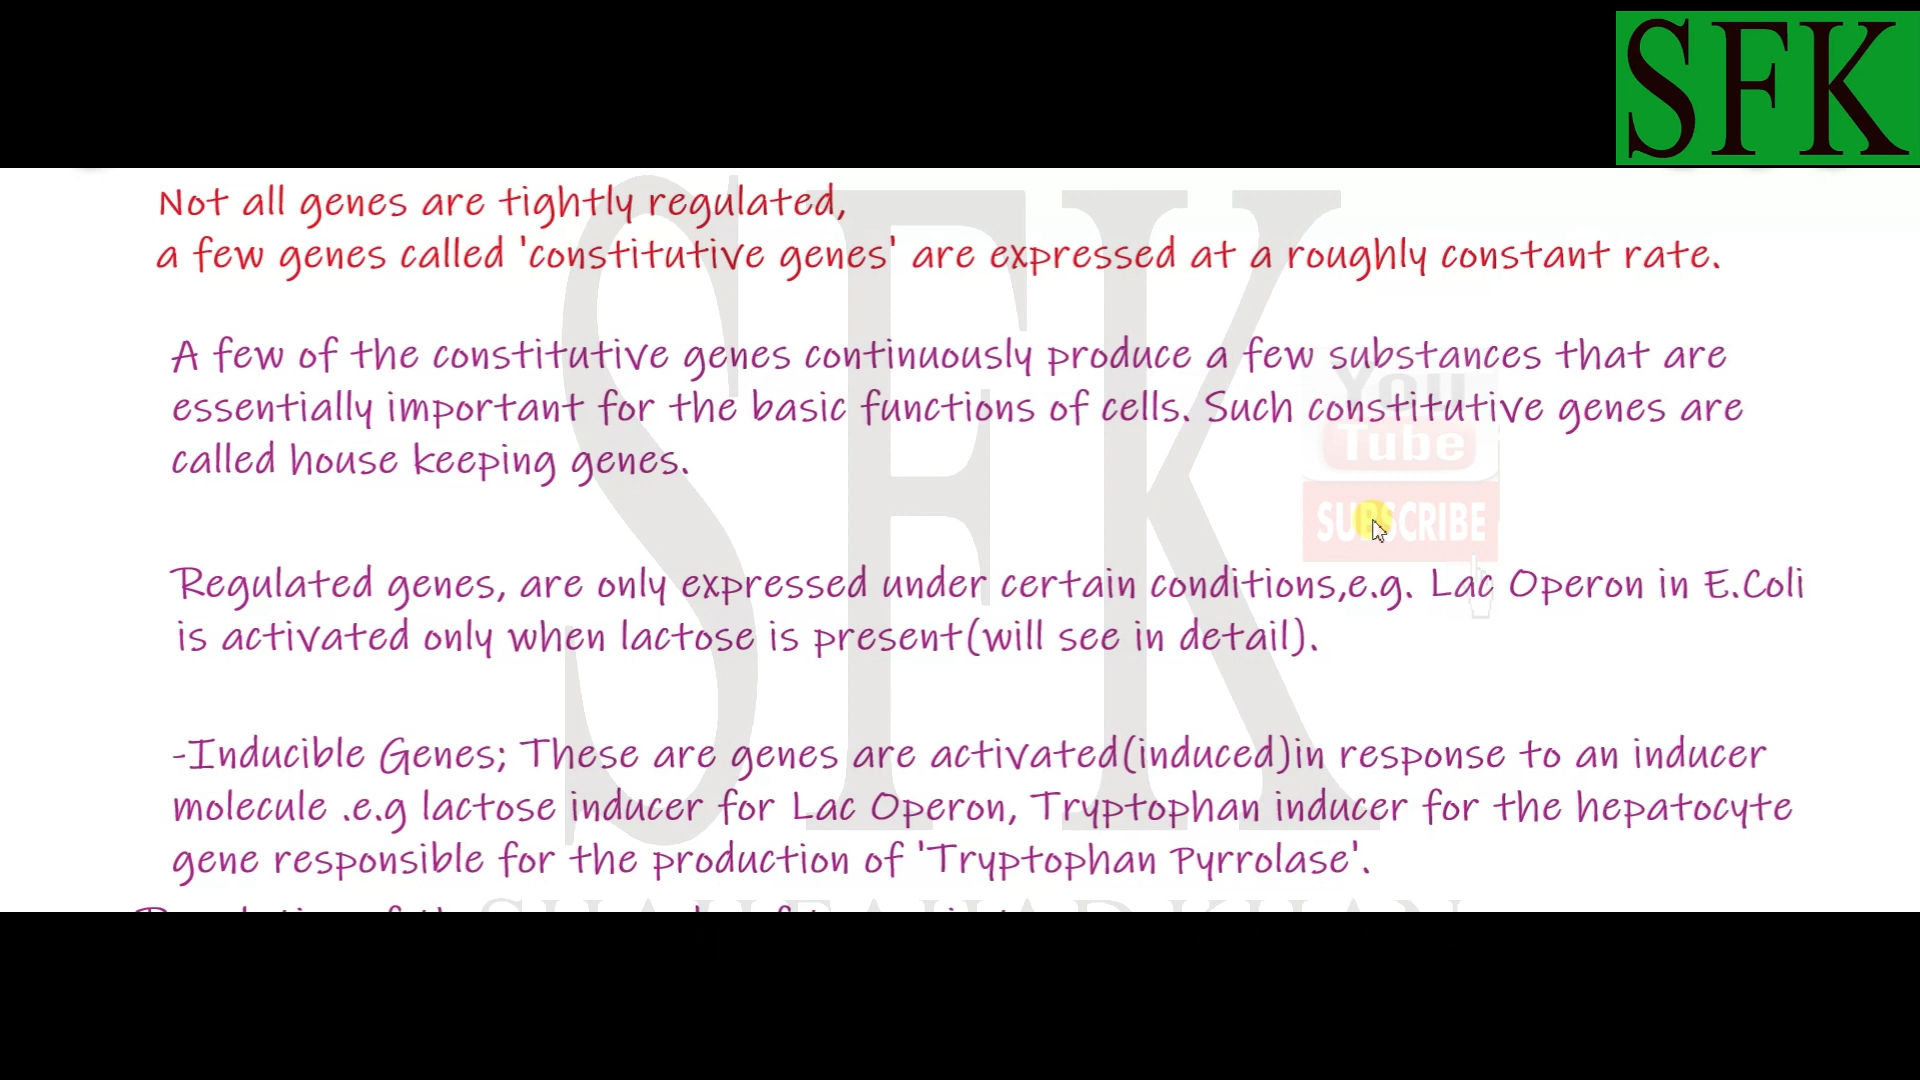 SFK
Not all genes are tightly regulated,
a few genes called 'constitutive genes' are expressed at a roughly constant rate.
A few of the constitutive genes continuously produce a few substances that are
essentially important for the basic functions of cells. Such constitutive genes are
called house keeping genes.
You
Tube
SUBSCRIBE
Regulated genes, are only expressed under certain conditions,e.g. Lac Operon in E.Coli
is activated only when lactose is present(will see in detail).
-Inducible Genes; These are genes are activated(induced)in response to an inducer
molecule .e.g lactose inducer for Lac Operon, Tryptophan inducer for the hepatocyte
gene responsible for the production of 'Tryptophan Pyrrolase'.
SFK